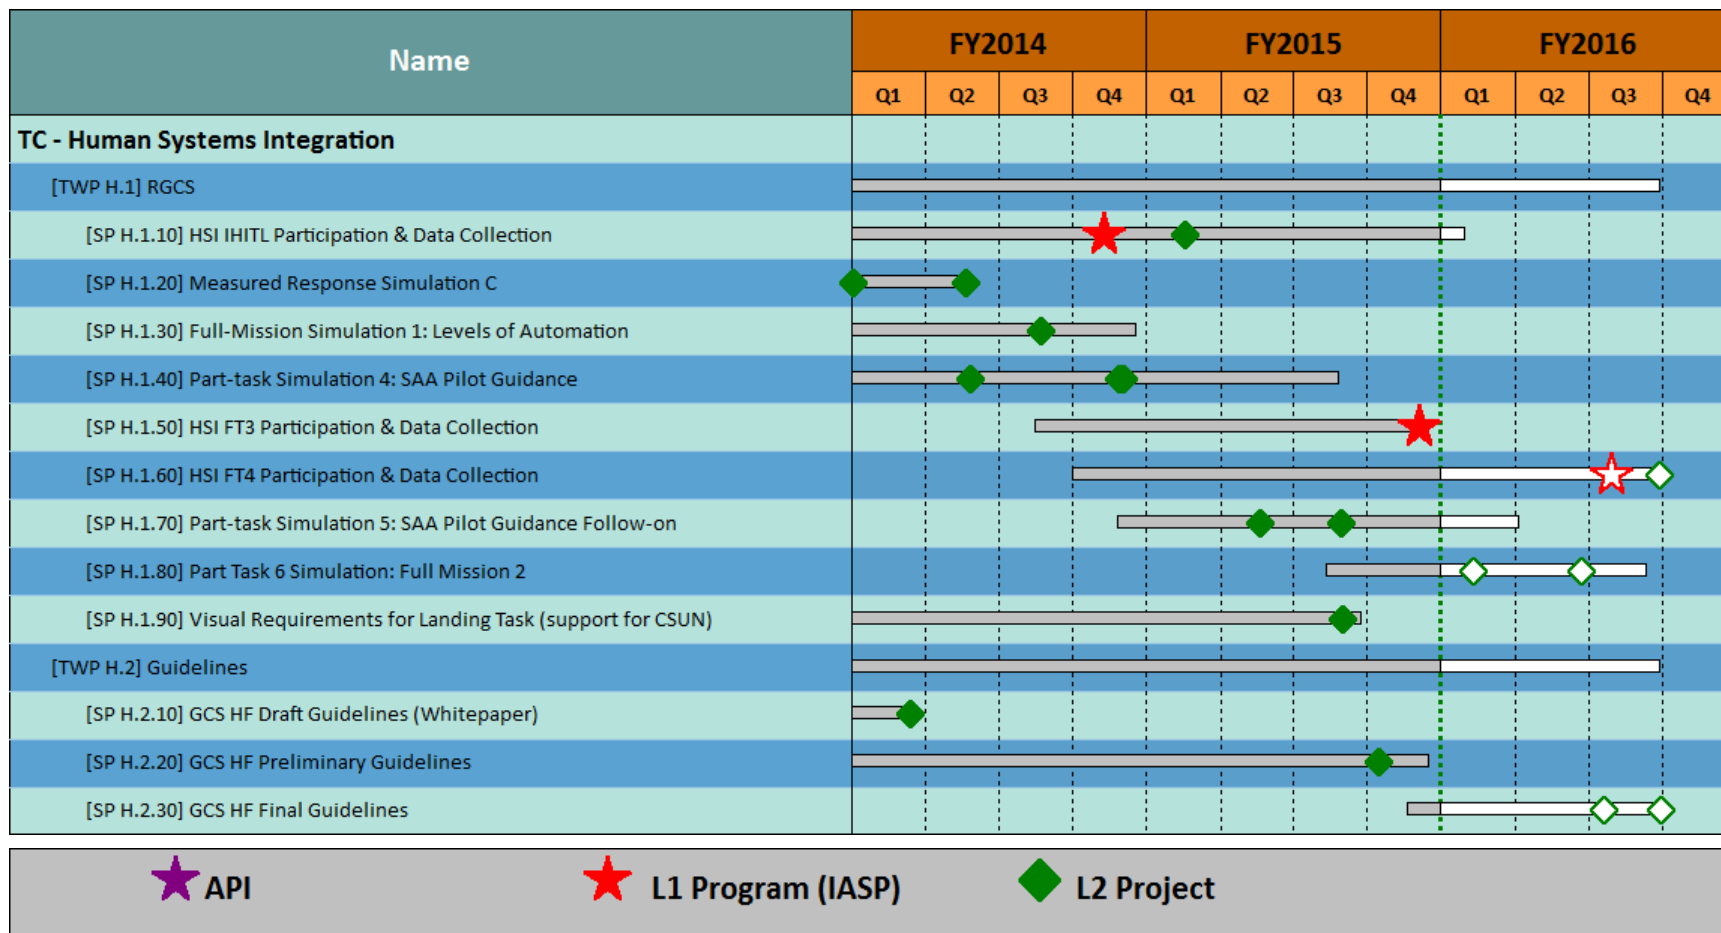 Name
FY2014 FY2015 FY2016
Q1 Q2 Q3 Q4 Q1 Q2 Q3 Q4 Q1 Q2 Q3 Q4
TC - Human Systems Integration
[TWP H.1] RGCS
[SP H.1.10] HSI IHITL Participation & Data Collection
[SP H.1.20] Measured Response Simulation C
[SP H.1.30] Full-Mission Simulation 1: Levels of Automation
[SP H.1.40] Part-task Simulation 4: SAA Pilot Guidance
[SP H.1.50] HSI FT3 Participation & Data Collection
[SP H.1.60] HSI FT4 Participation & Data Collection
[SP H.1.70] Part-task Simulation 5: SAA Pilot Guidance Follow-on
[SP H.1.80] Part Task 6 Simulation: Full Mission 2
[SP H.1.90] Visual Requirements for Landing Task (support for CSUN)
[TWP H.2] Guidelines
[SP H.2.10] GCS HF Draft Guidelines (Whitepaper)
[SP H.2.20] GCS HF Preliminary Guidelines
[SP H.2.30] GCS HF Final Guidelines
API L1 Program (IASP) L2 Project